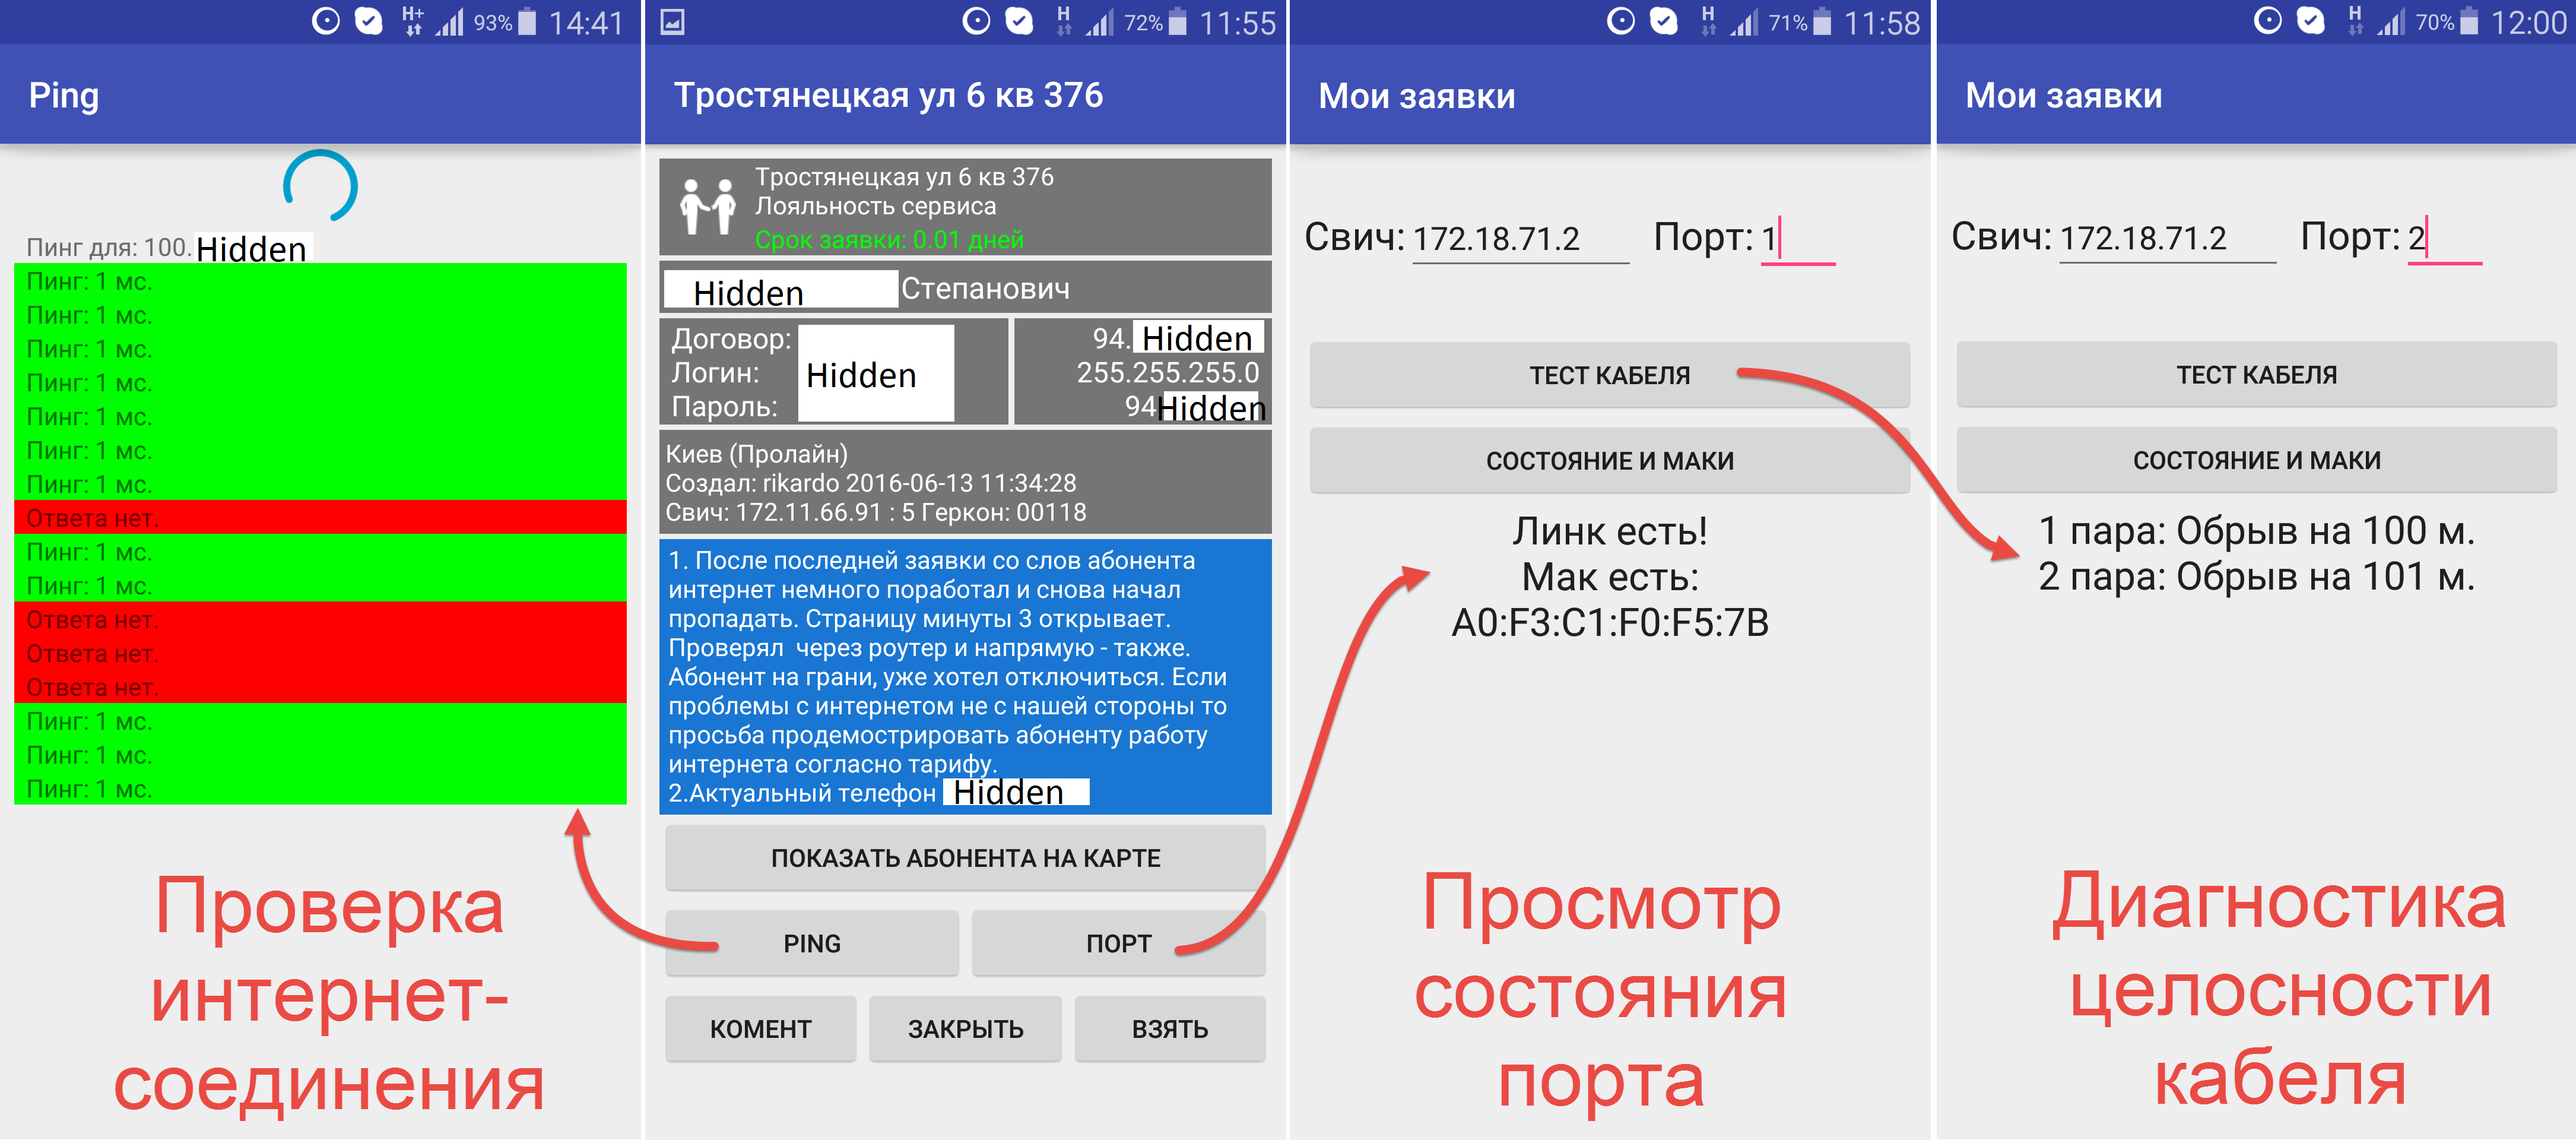 H+ 93% 14:41
Ping
Пинг для: 100. Hidden
Пинг: 1 мс.
Пинг: 1 мс.
Пинг: 1 мс.
Пинг: 1 мс.
Пинг: 1 мс.
Пинг: 1 мс.
Пинг: 1 мс.
Ответа нет.
Пинг: 1 мс.
Пинг: 1 мс.
Ответа нет.
Ответа нет.
Ответа нет.
Пинг: 1 мс.
Пинг: 1 мс.
Пинг: 1 мс.
Проверка
интернет-
соединения
H 72% 11:55
Тростянецкая ул 6 кв 376
Тростянецкая ул 6 кв 376
Лояльность сервиса
Срок заявки: 0.01 дней
Hidden Степанович
Договор:
Логин:
Пароль:
Hidden
94. Hidden
255.255.255.0
94 Hidden
Киев (Пролайн)
Создал: rikardo 2016-06-13 11:34:28
Свич: 172.11.66.91 : 5 Геркон: 00118
1. После последней заявки со слов абонента
интернет немного поработал и снова начал
пропадать. Страницу минуты 3 открывает.
Проверял через роутер и напрямую - также.
Абонент на грани, уже хотел отключиться. Если
проблемы с интернетом не с нашей стороны то
просьба продемострировать абоненту работу
интернета согласно тарифу.
2.Актуальный телефон Hidden
ПОКАЗАТЬ АБОНЕНТА НА КАРТЕ
PING ПОРТ
КОМЕНТ ЗАКРЫТЬ ВЗЯТЬ
H 71% 11:58
Мои заявки
Свич: 172.18.71.2 Порт: 1
ТЕСТ КАБЕЛЯ
СОСТОЯНИЕ И МАКИ
Линк есть!
Мак есть:
A0:F3:C1:F0:F5:7B
Просмотр
состояния
порта
H 70% 12:00
Мои заявки
Свич: 172.18.71.2 Порт: 2
ТЕСТ КАБЕЛЯ
СОСТОЯНИЕ И МАКИ
1 пара: Обрыв на 100 м.
2 пара: Обрыв на 101 м.
Диагностика
целосности
кабеля